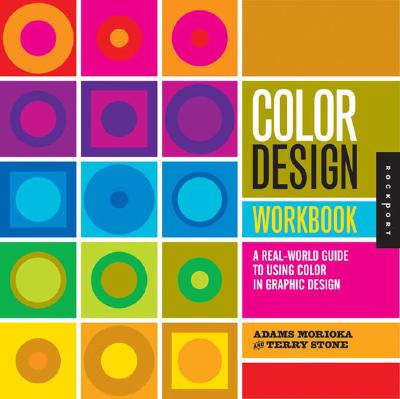 COLOR
DESIGN
WORKBOOK
ROCKPORT
A REAL-WORLD GUIDE
TO USING COLOR
IN GRAPHIC DESIGN
ADAMS MORIOKA
AND TERRY STONE